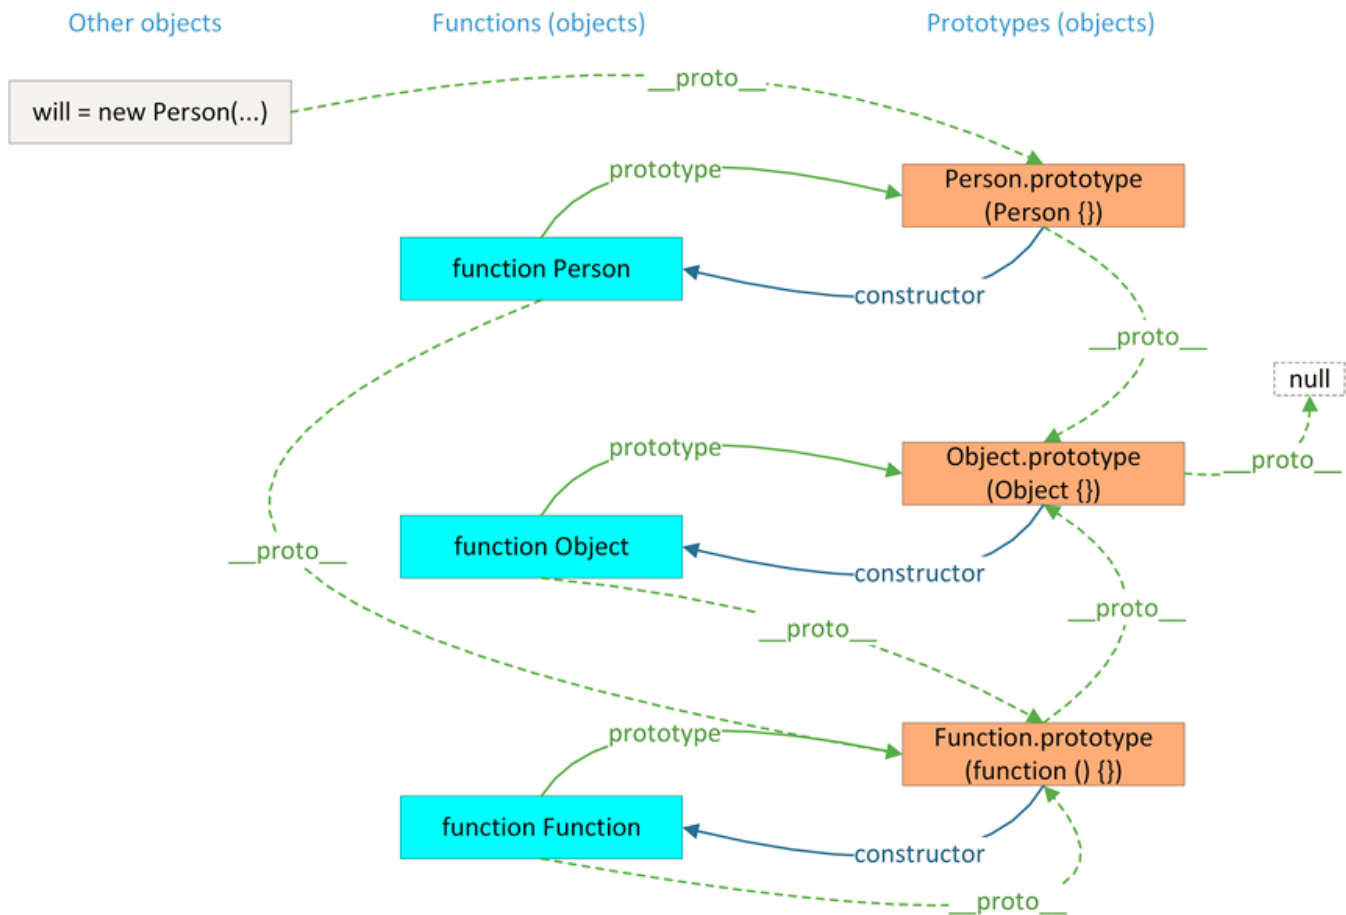 Other objects
Functions (objects)
Prototypes (objects)
will = new Person(...)
__proto__
prototype
Person.prototype
(Person {})
function Person
constructor
__proto__
null
prototype
Object.prototype
(Object {})
__proto__
function Object
__proto__
constructor
__proto__
__proto__
prototype
Function.prototype
(function () {})
function Function
constructor
__proto__